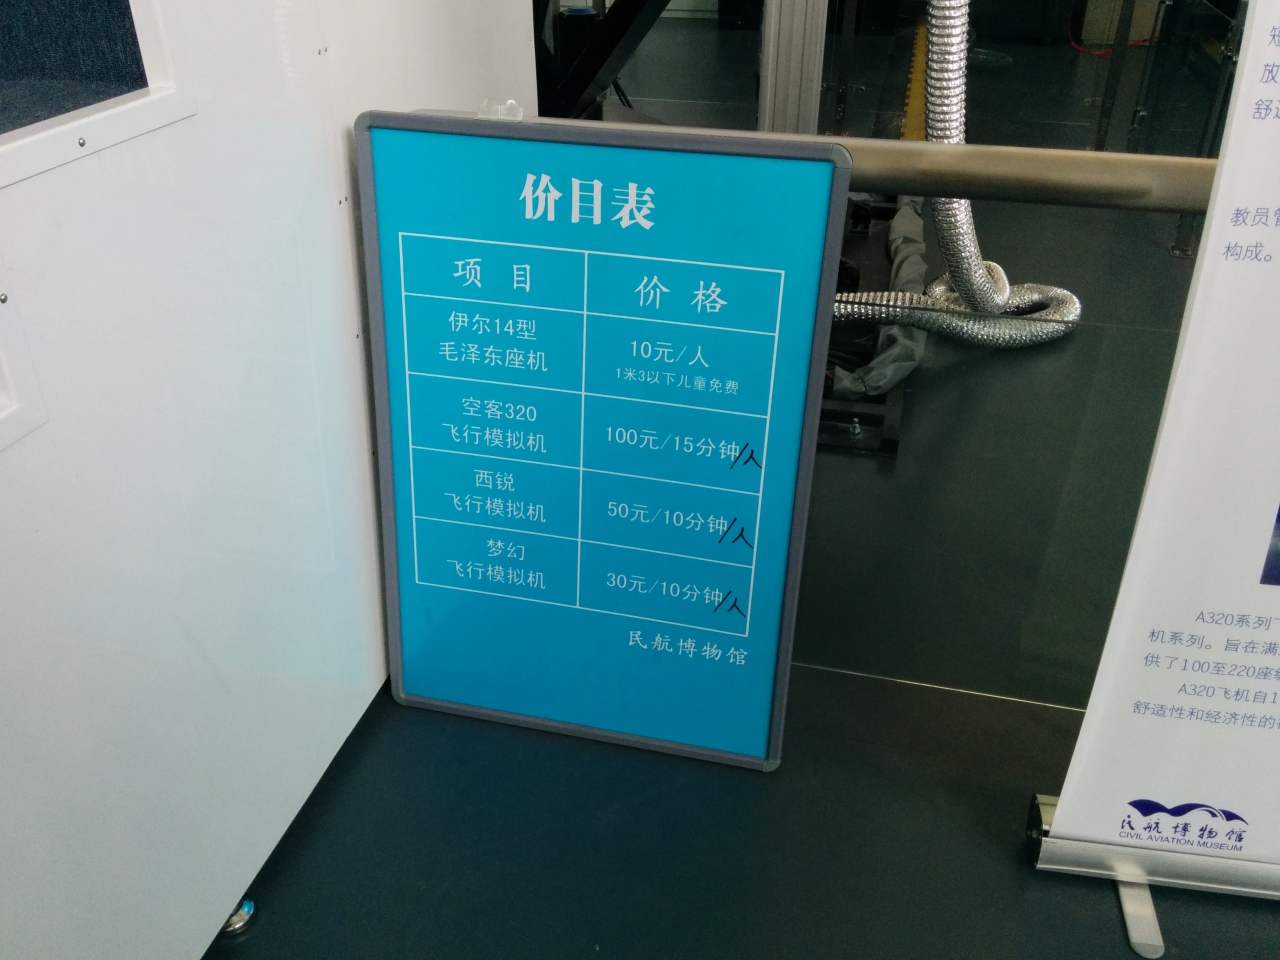 价目表
项 目
价 格
伊尔14型
毛泽东座机
10元/人
1米3以下儿童免费
空客320
飞行模拟机
100元/15分钟/人
西锐
飞行模拟机
50元/10分钟/人
梦幻
飞行模拟机
30元/10分钟/人
民航博物馆
放
舒适
教员管
构成。
A320系列
机系列。旨在满
供了100至220座级
A320飞机自1
舒适性和经济性的
民航博物馆
CIVIL AVIATION MUSEUM